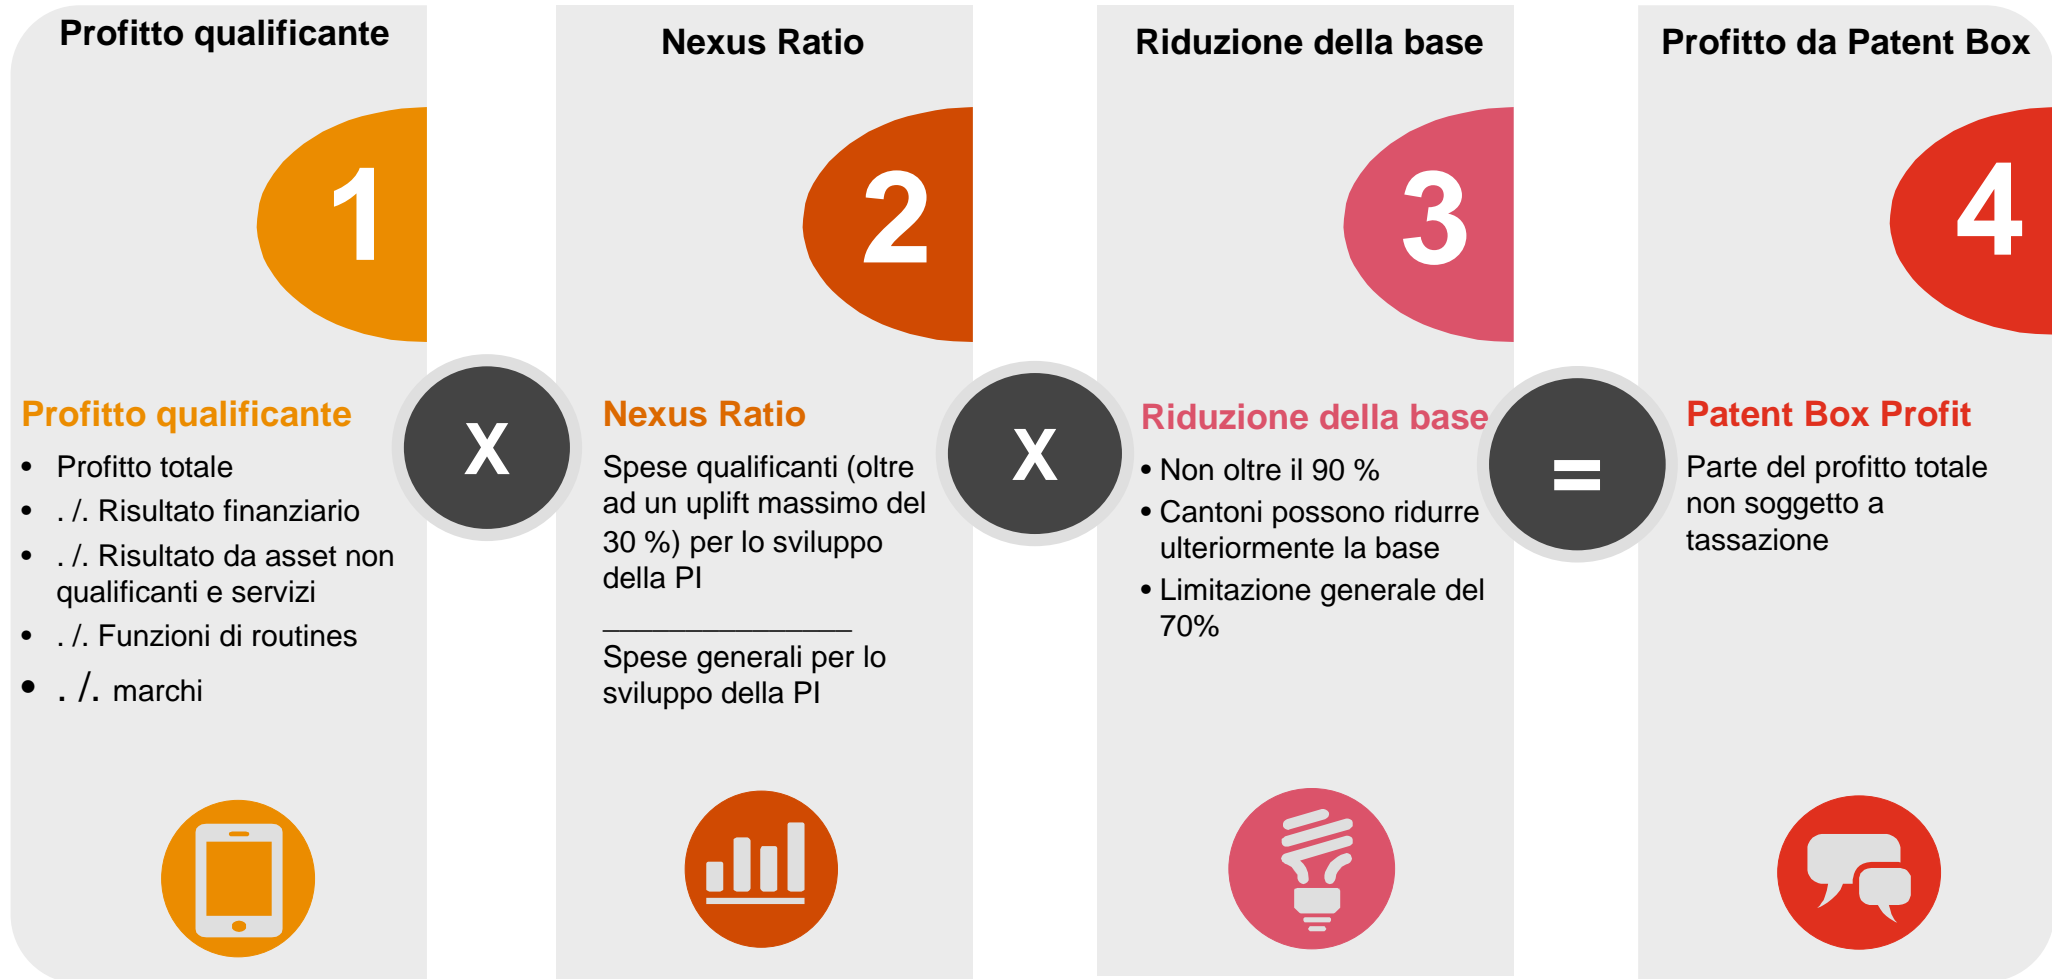 Profitto qualificante
1
Profitto qualificante
• Profitto totale
• . /. Risultato finanziario
• . /. Risultato da asset non
qualificanti e servizi
• . /. Funzioni di routines
• . /. marchi
X
Nexus Ratio
2
Nexus Ratio
Spese qualificanti (oltre
ad un uplift massimo del
30 %) per lo sviluppo
della PI
_______________
Spese generali per lo
sviluppo della PI
X
Riduzione della base
3
Riduzione della base
• Non oltre il 90 %
• Cantoni possono ridurre
ulteriormente la base
• Limitazione generale del
70%
=
Profitto da Patent Box
4
Patent Box Profit
Parte del profitto totale
non soggetto a
tassazione